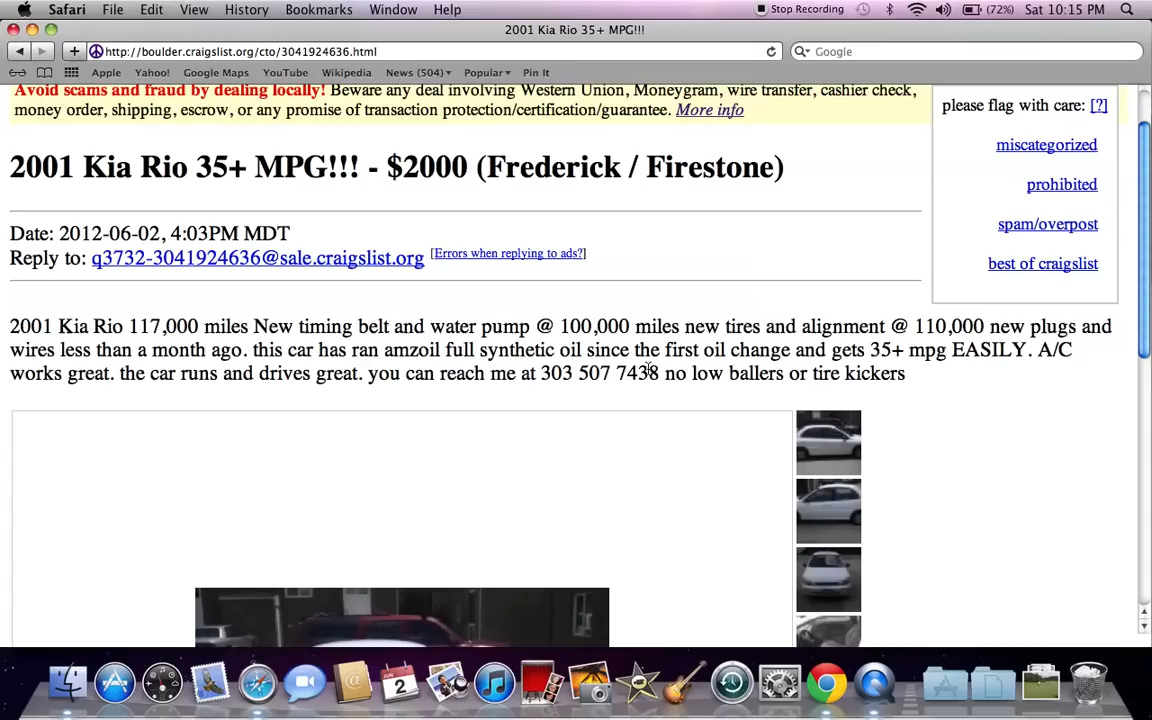 Safari File Edit View History Bookmarks Window Help Stop Recording (72%) Sat 10:15 PM
2001 Kia Rio 35+ MPG!!!
http://boulder.craigslist.org/cto/3041924636.html
Google
Apple Yahoo! Google Maps YouTube Wikipedia News (504) Popular Pin It
Avoid scams and fraud by dealing locally! Beware any deal involving Western Union, Moneygram, wire transfer, cashier check,
money order, shipping, escrow, or any promise of transaction protection/certification/guarantee. More info
please flag with care: [?]
miscategorized
prohibited
spam/overpost
best of craigslist
2001 Kia Rio 35+ MPG!!! - $2000 (Frederick / Firestone)
Date: 2012-06-02, 4:03PM MDT
Reply to: q3732-3041924636@sale.craigslist.org [Errors when replying to ads?]
2001 Kia Rio 117,000 miles New timing belt and water pump @ 100,000 miles new tires and alignment @ 110,000 new plugs and
wires less than a month ago. this car has ran amzoil full synthetic oil since the first oil change and gets 35+ mpg EASILY. A/C
works great. the car runs and drives great. you can reach me at 303 507 7438 no low ballers or tire kickers
JUN
2